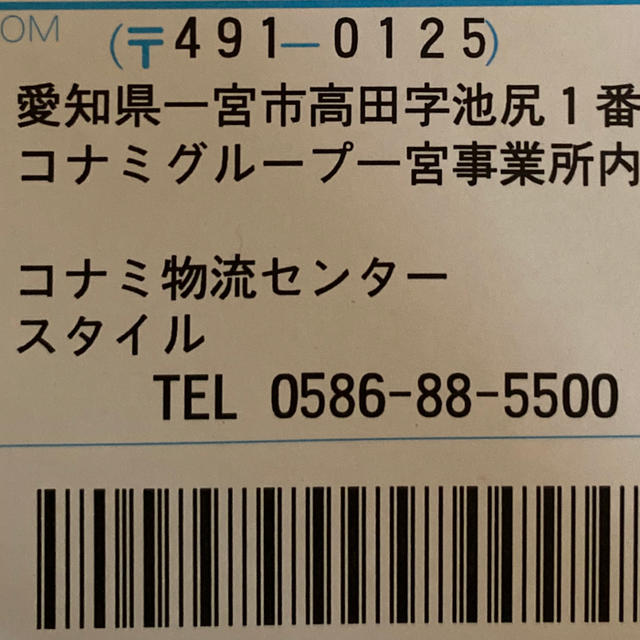 OM (〒491-0125)
愛知県一宮市高田字池尻1番
コナミグループ一宮事業所内
コナミ物流センター
スタイル
TEL 0586-88-5500